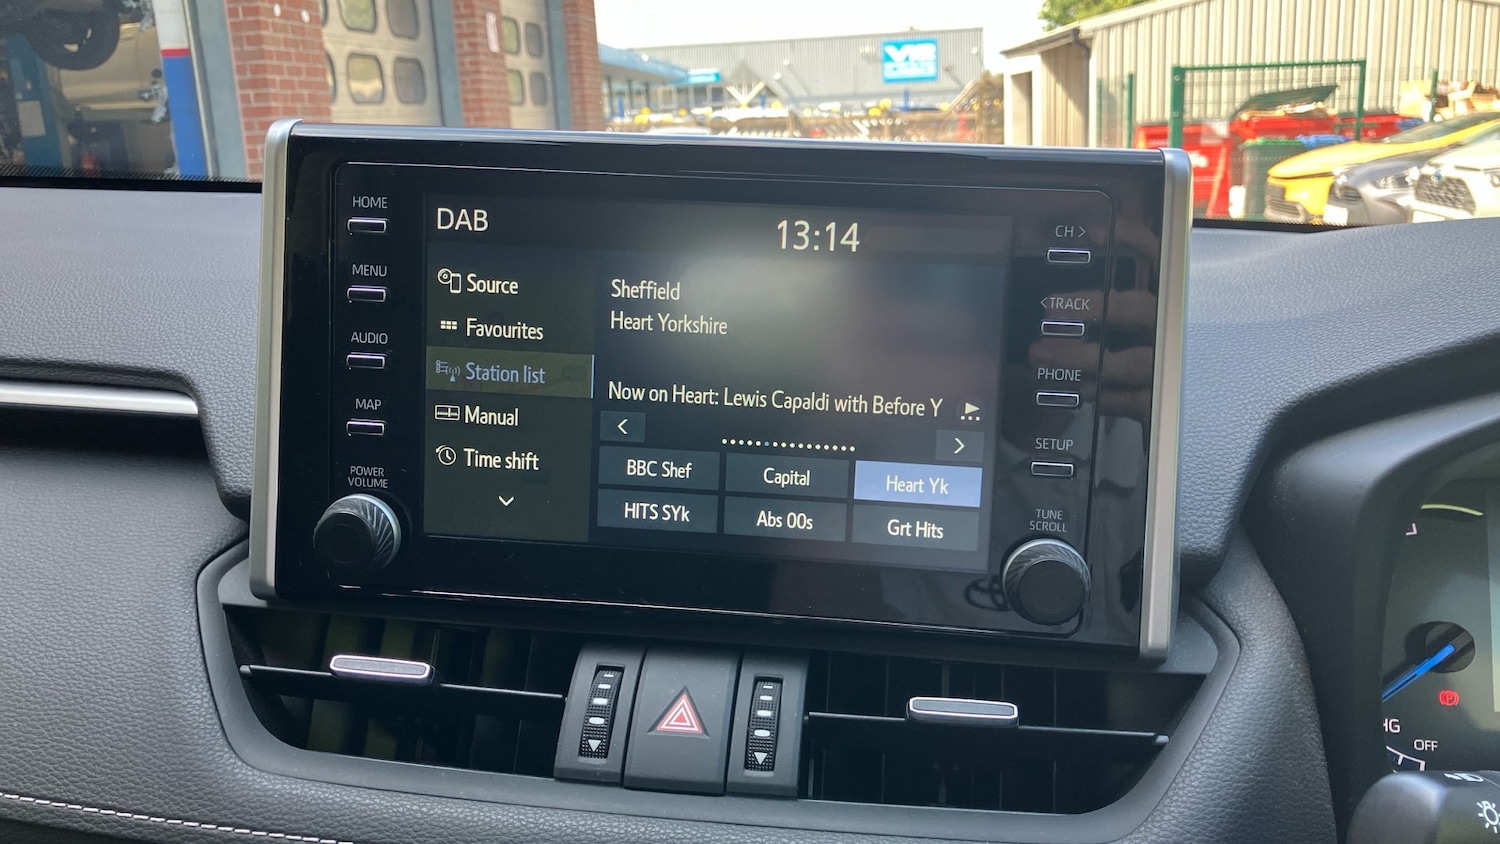 HOME
MENU
AUDIO
MAP
POWER
VOLUME
DAB
13:14
Source
Favourites
Station list
Manual
Time shift
Sheffield
Heart Yorkshire
Now on Heart: Lewis Capaldi with Before Y
BBC Shef
Capital
Heart Yk
HITS SYk
Abs 00s
Grt Hits
CH >
< TRACK
PHONE
SETUP
TUNE
SCROLL
HG
OFF